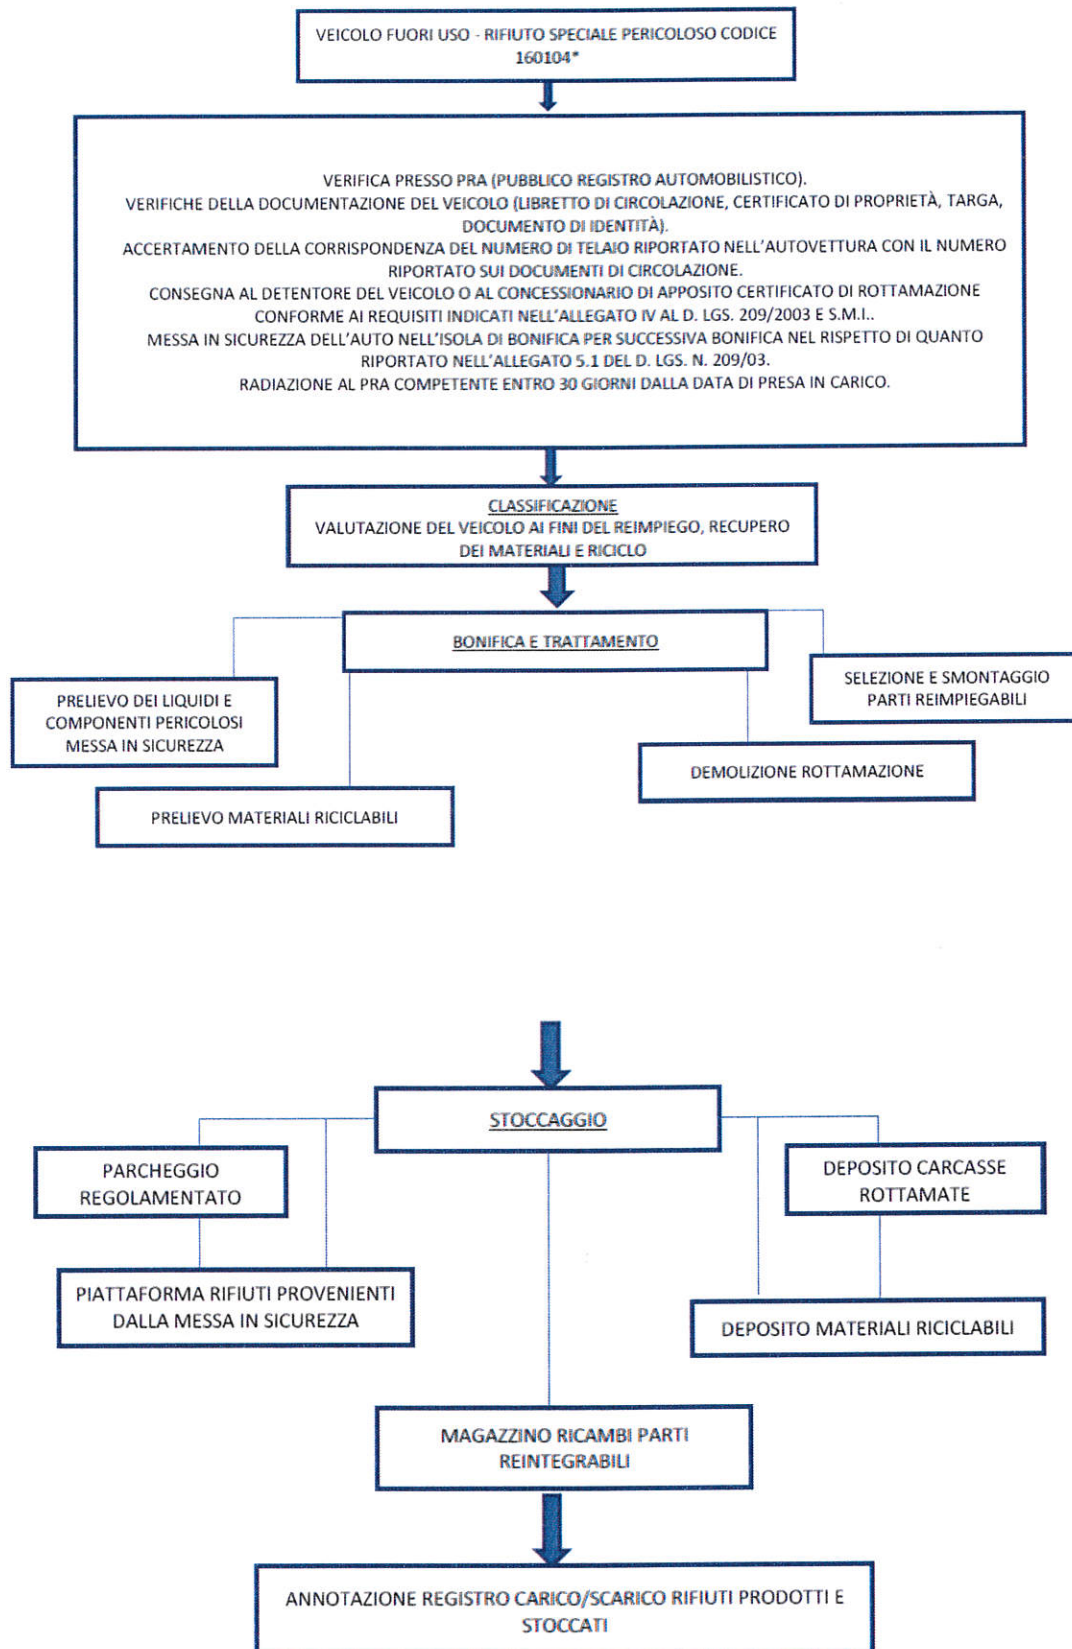 VEICOLO FUORI USO - RIFIUTO SPECIALE PERICOLOSO CODICE
160104*
VERIFICA PRESSO PRA (PUBBLICO REGISTRO AUTOMOBILISTICO).
VERIFICHE DELLA DOCUMENTAZIONE DEL VEICOLO (LIBRETTO DI CIRCOLAZIONE, CERTIFICATO DI PROPRIETÀ, TARGA,
DOCUMENTO DI IDENTITÀ).
ACCERTAMENTO DELLA CORRISPONDENZA DEL NUMERO DI TELAIO RIPORTATO NELL'AUTOVETTURA CON IL NUMERO
RIPORTATO SUI DOCUMENTI DI CIRCOLAZIONE.
CONSEGNA AL DETENTORE DEL VEICOLO O AL CONCESSIONARIO DI APPOSITO CERTIFICATO DI ROTTAMAZIONE
CONFORME AI REQUISITI INDICATI NELL'ALLEGATO IV AL D. LGS. 209/2003 E S.M.I..
MESSA IN SICUREZZA DELL'AUTO NELL'ISOLA DI BONIFICA PER SUCCESSIVA BONIFICA NEL RISPETTO DI QUANTO
RIPORTATO NELL'ALLEGATO 5.1 DEL D. LGS. N. 209/03.
RADIAZIONE AL PRA COMPETENTE ENTRO 30 GIORNI DALLA DATA DI PRESA IN CARICO.
CLASSIFICAZIONE
VALUTAZIONE DEL VEICOLO AI FINI DEL REIMPIEGO, RECUPERO
DEI MATERIALI E RICICLO
BONIFICA E TRATTAMENTO
PRELIEVO DEI LIQUIDI E
COMPONENTI PERICOLOSI
MESSA IN SICUREZZA
SELEZIONE E SMONTAGGIO
PARTI REIMPIEGABILI
DEMOLIZIONE ROTTAMAZIONE
PRELIEVO MATERIALI RICICLABILI
STOCCAGGIO
PARCHEGGIO
REGOLAMENTATO
DEPOSITO CARCASSE
ROTTAMATE
PIATTAFORMA RIFIUTI PROVENIENTI
DALLA MESSA IN SICUREZZA
DEPOSITO MATERIALI RICICLABILI
MAGAZZINO RICAMBI PARTI
REINTEGRABILI
ANNOTAZIONE REGISTRO CARICO/SCARICO RIFIUTI PRODOTTI E
STOCCATI